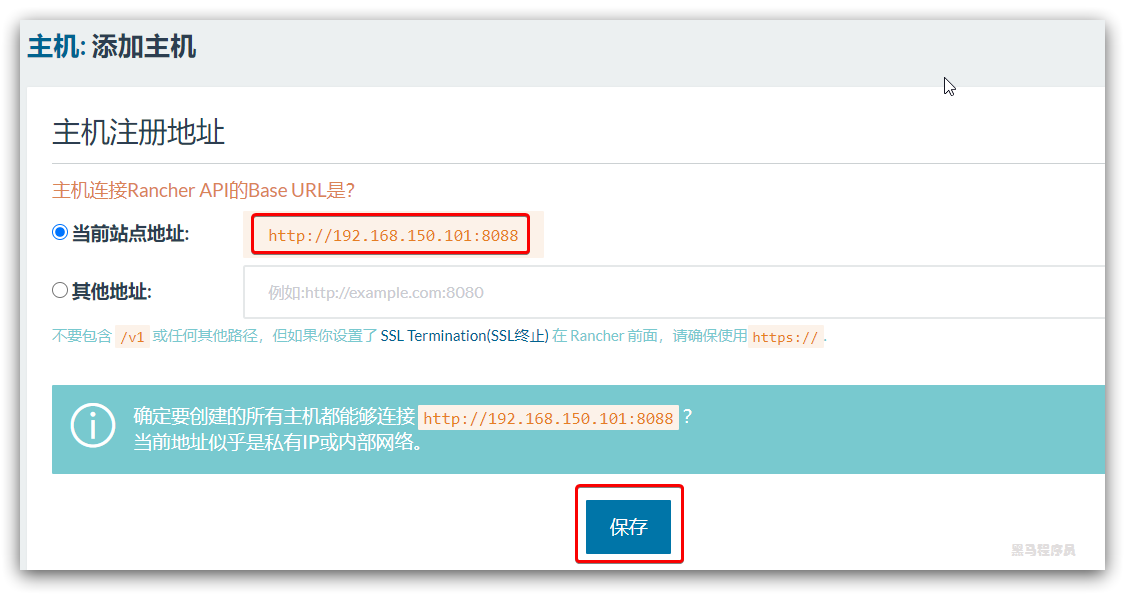 主机: 添加主机
主机注册地址
主机连接Rancher API的Base URL是?
当前站点地址: http://192.168.150.101:8088
其他地址: 例如:http://example.com:8080
不要包含 /v1 或任何其他路径，但如果你设置了 SSL Termination(SSL终止) 在 Rancher 前面，请确保使用 https:// .
确定要创建的所有主机都能够连接 http://192.168.150.101:8088 ?
当前地址似乎是私有IP或内部网络。
保存
黑马程序员